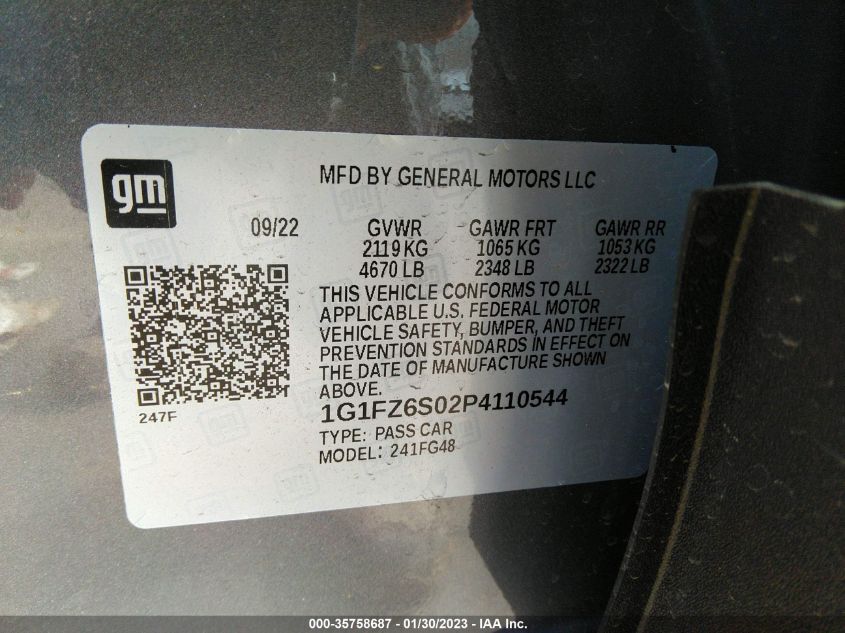 gm
MFD BY GENERAL MOTORS LLC
09/22 GVWR GAWR FRT GAWR RR
2119 KG 1065 KG 1053 KG
4670 LB 2348 LB 2322 LB
THIS VEHICLE CONFORMS TO ALL
APPLICABLE U.S. FEDERAL MOTOR
VEHICLE SAFETY, BUMPER, AND THEFT
PREVENTION STANDARDS IN EFFECT ON
THE DATE OF MANUFACTURE SHOWN
ABOVE.
247F
1G1FZ6S02P4110544
TYPE: PASS CAR
MODEL: 241FG48
000-35758687 - 01/30/2023 - IAA Inc.